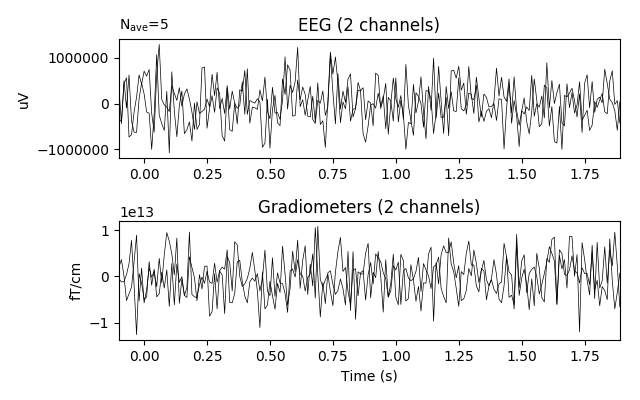 N_ave=5
EEG (2 channels)
1000000
0
−1000000
uV
0.00 0.25 0.50 0.75 1.00 1.25 1.50 1.75
1e13
Gradiometers (2 channels)
1
0
−1
fT/cm
0.00 0.25 0.50 0.75 1.00 1.25 1.50 1.75
Time (s)